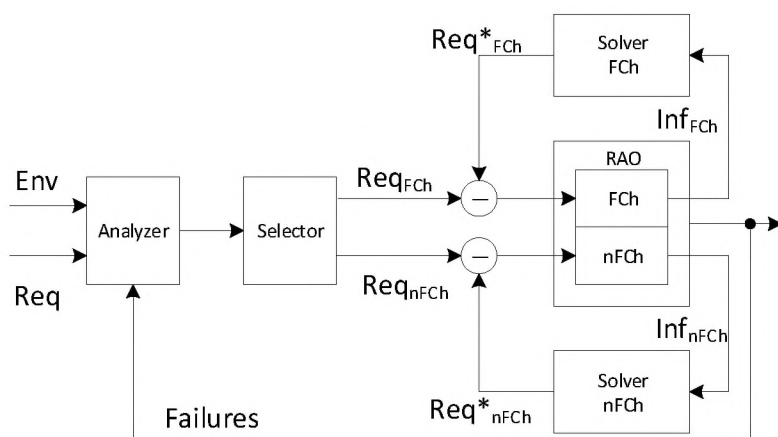 Req*FCh
Solver
FCh
InfFCh
RAO
Env
ReqFCh
−
FCh
Analyzer
Selector
−
nFCh
Req
ReqnFCh
InfnFCh
Solver
nFCh
Req*nFCh
Failures